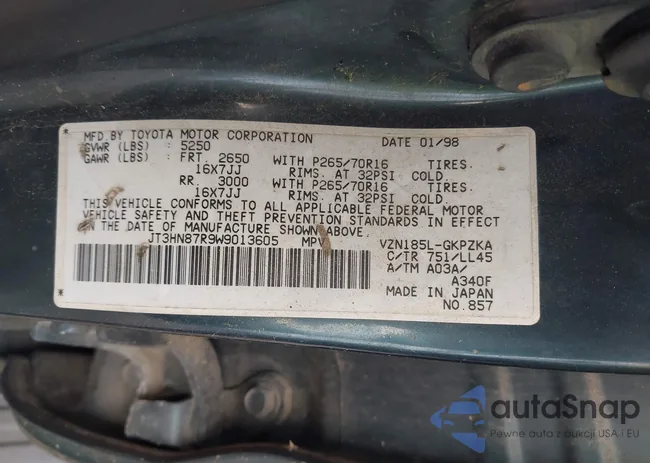 MFD.BY TOYOTA MOTOR CORPORATION DATE 01/98
GVWR (LBS) : 5250
GAWR (LBS) : FRT. 2650 WITH P265/70R16 TIRES.
16X7JJ RIMS. AT 32PSI COLD.
RR. 3000 WITH P265/70R16 TIRES.
16X7JJ RIMS. AT 32PSI COLD.
THIS VEHICLE CONFORMS TO ALL APPLICABLE FEDERAL MOTOR
VEHICLE SAFETY AND THEFT PREVENTION STANDARDS IN EFFECT
ON THE DATE OF MANUFACTURE SHOWN ABOVE.
JT3HN87R9W9013605 MPV VZN185L-GKPZKA
C/TR 751/LL45
A/TM A03A/
A340F
MADE IN JAPAN
NO.857
autoSnap
Pewne auto z aukcji USA i EU